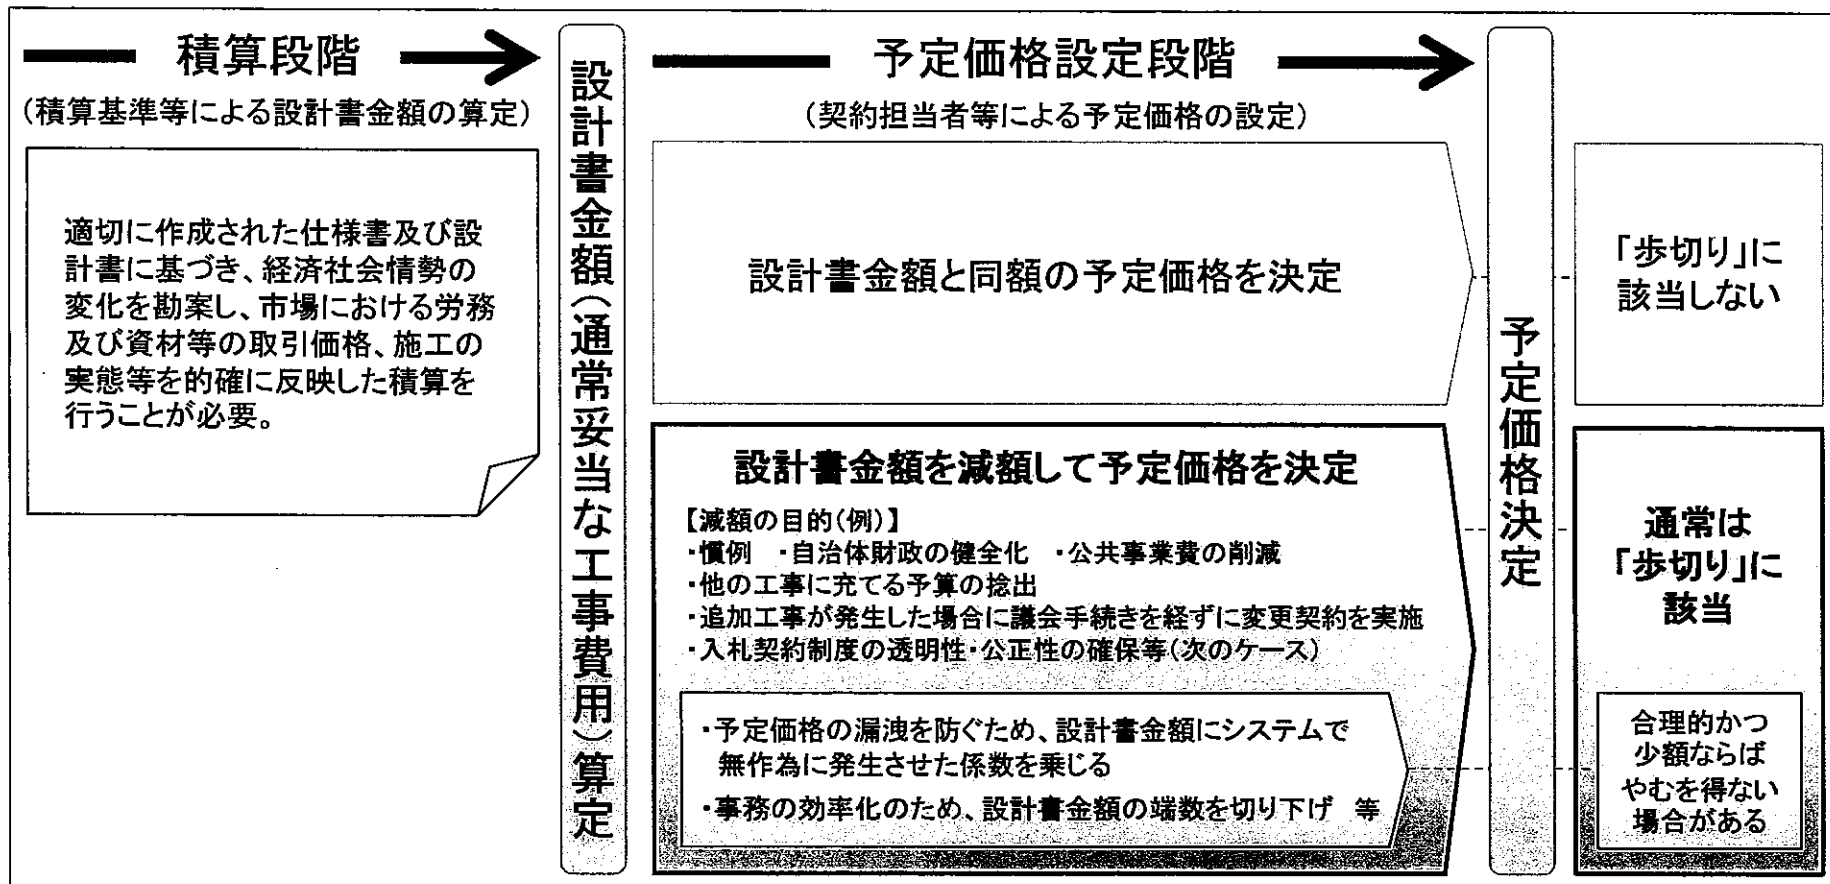 積算段階
(積算基準等による設計書金額の算定)
適切に作成された仕様書及び設
計書に基づき、経済社会情勢の
変化を勘案し、市場における労務
及び資材等の取引価格、施工の
実態等を的確に反映した積算を
行うことが必要。
設計書金額(通常妥当な工事費用)算定
予定価格設定段階
(契約担当者等による予定価格の設定)
設計書金額と同額の予定価格を決定
設計書金額を減額して予定価格を決定
【減額の目的(例)】
・慣例 ・自治体財政の健全化 ・公共事業費の削減
・他の工事に充てる予算の捻出
・追加工事が発生した場合に議会手続きを経ずに変更契約を実施
・入札契約制度の透明性・公正性の確保等(次のケース)
・予定価格の漏洩を防ぐため、設計書金額にシステムで
無作為に発生させた係数を乗じる
・事務の効率化のため、設計書金額の端数を切り下げ 等
予定価格決定
「歩切り」に
該当しない
通常は
「歩切り」に
該当
合理的かつ
少額ならば
やむを得ない
場合がある